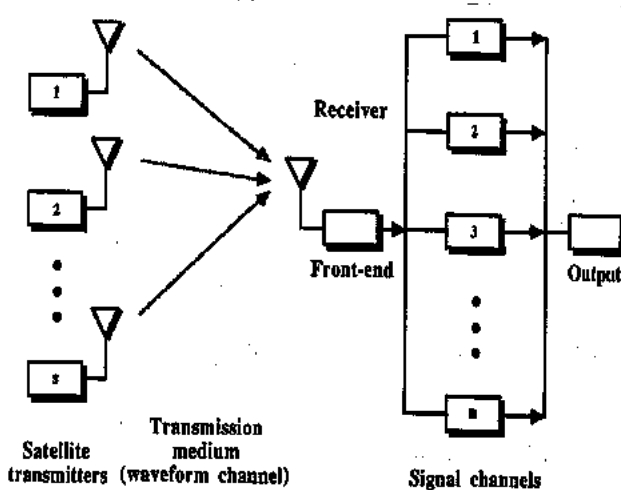 1
2
s
Satellite
transmitters
Transmission
medium
(waveform channel)
Receiver
Front-end
1
2
3
n
Signal channels
Output